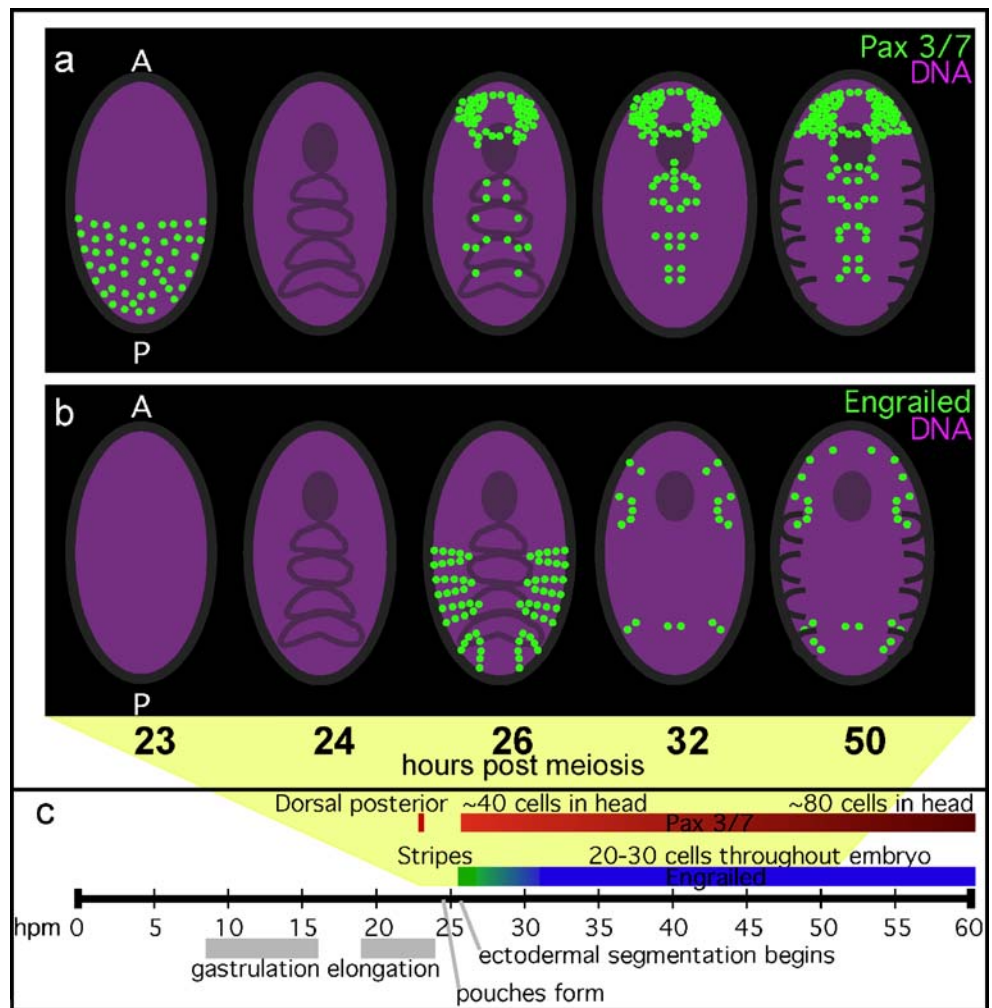 a
A
Pax 3/7
DNA
P
b
A
Engrailed
DNA
P
23 24 26 32 50
hours post meiosis
c
Dorsal posterior ~40 cells in head ~80 cells in head
Pax 3/7
Stripes 20-30 cells throughout embryo
Engrailed
hpm 0 5 10 15 20 25 30 35 40 45 50 55 60
gastrulation elongation
ectodermal segmentation begins
pouches form